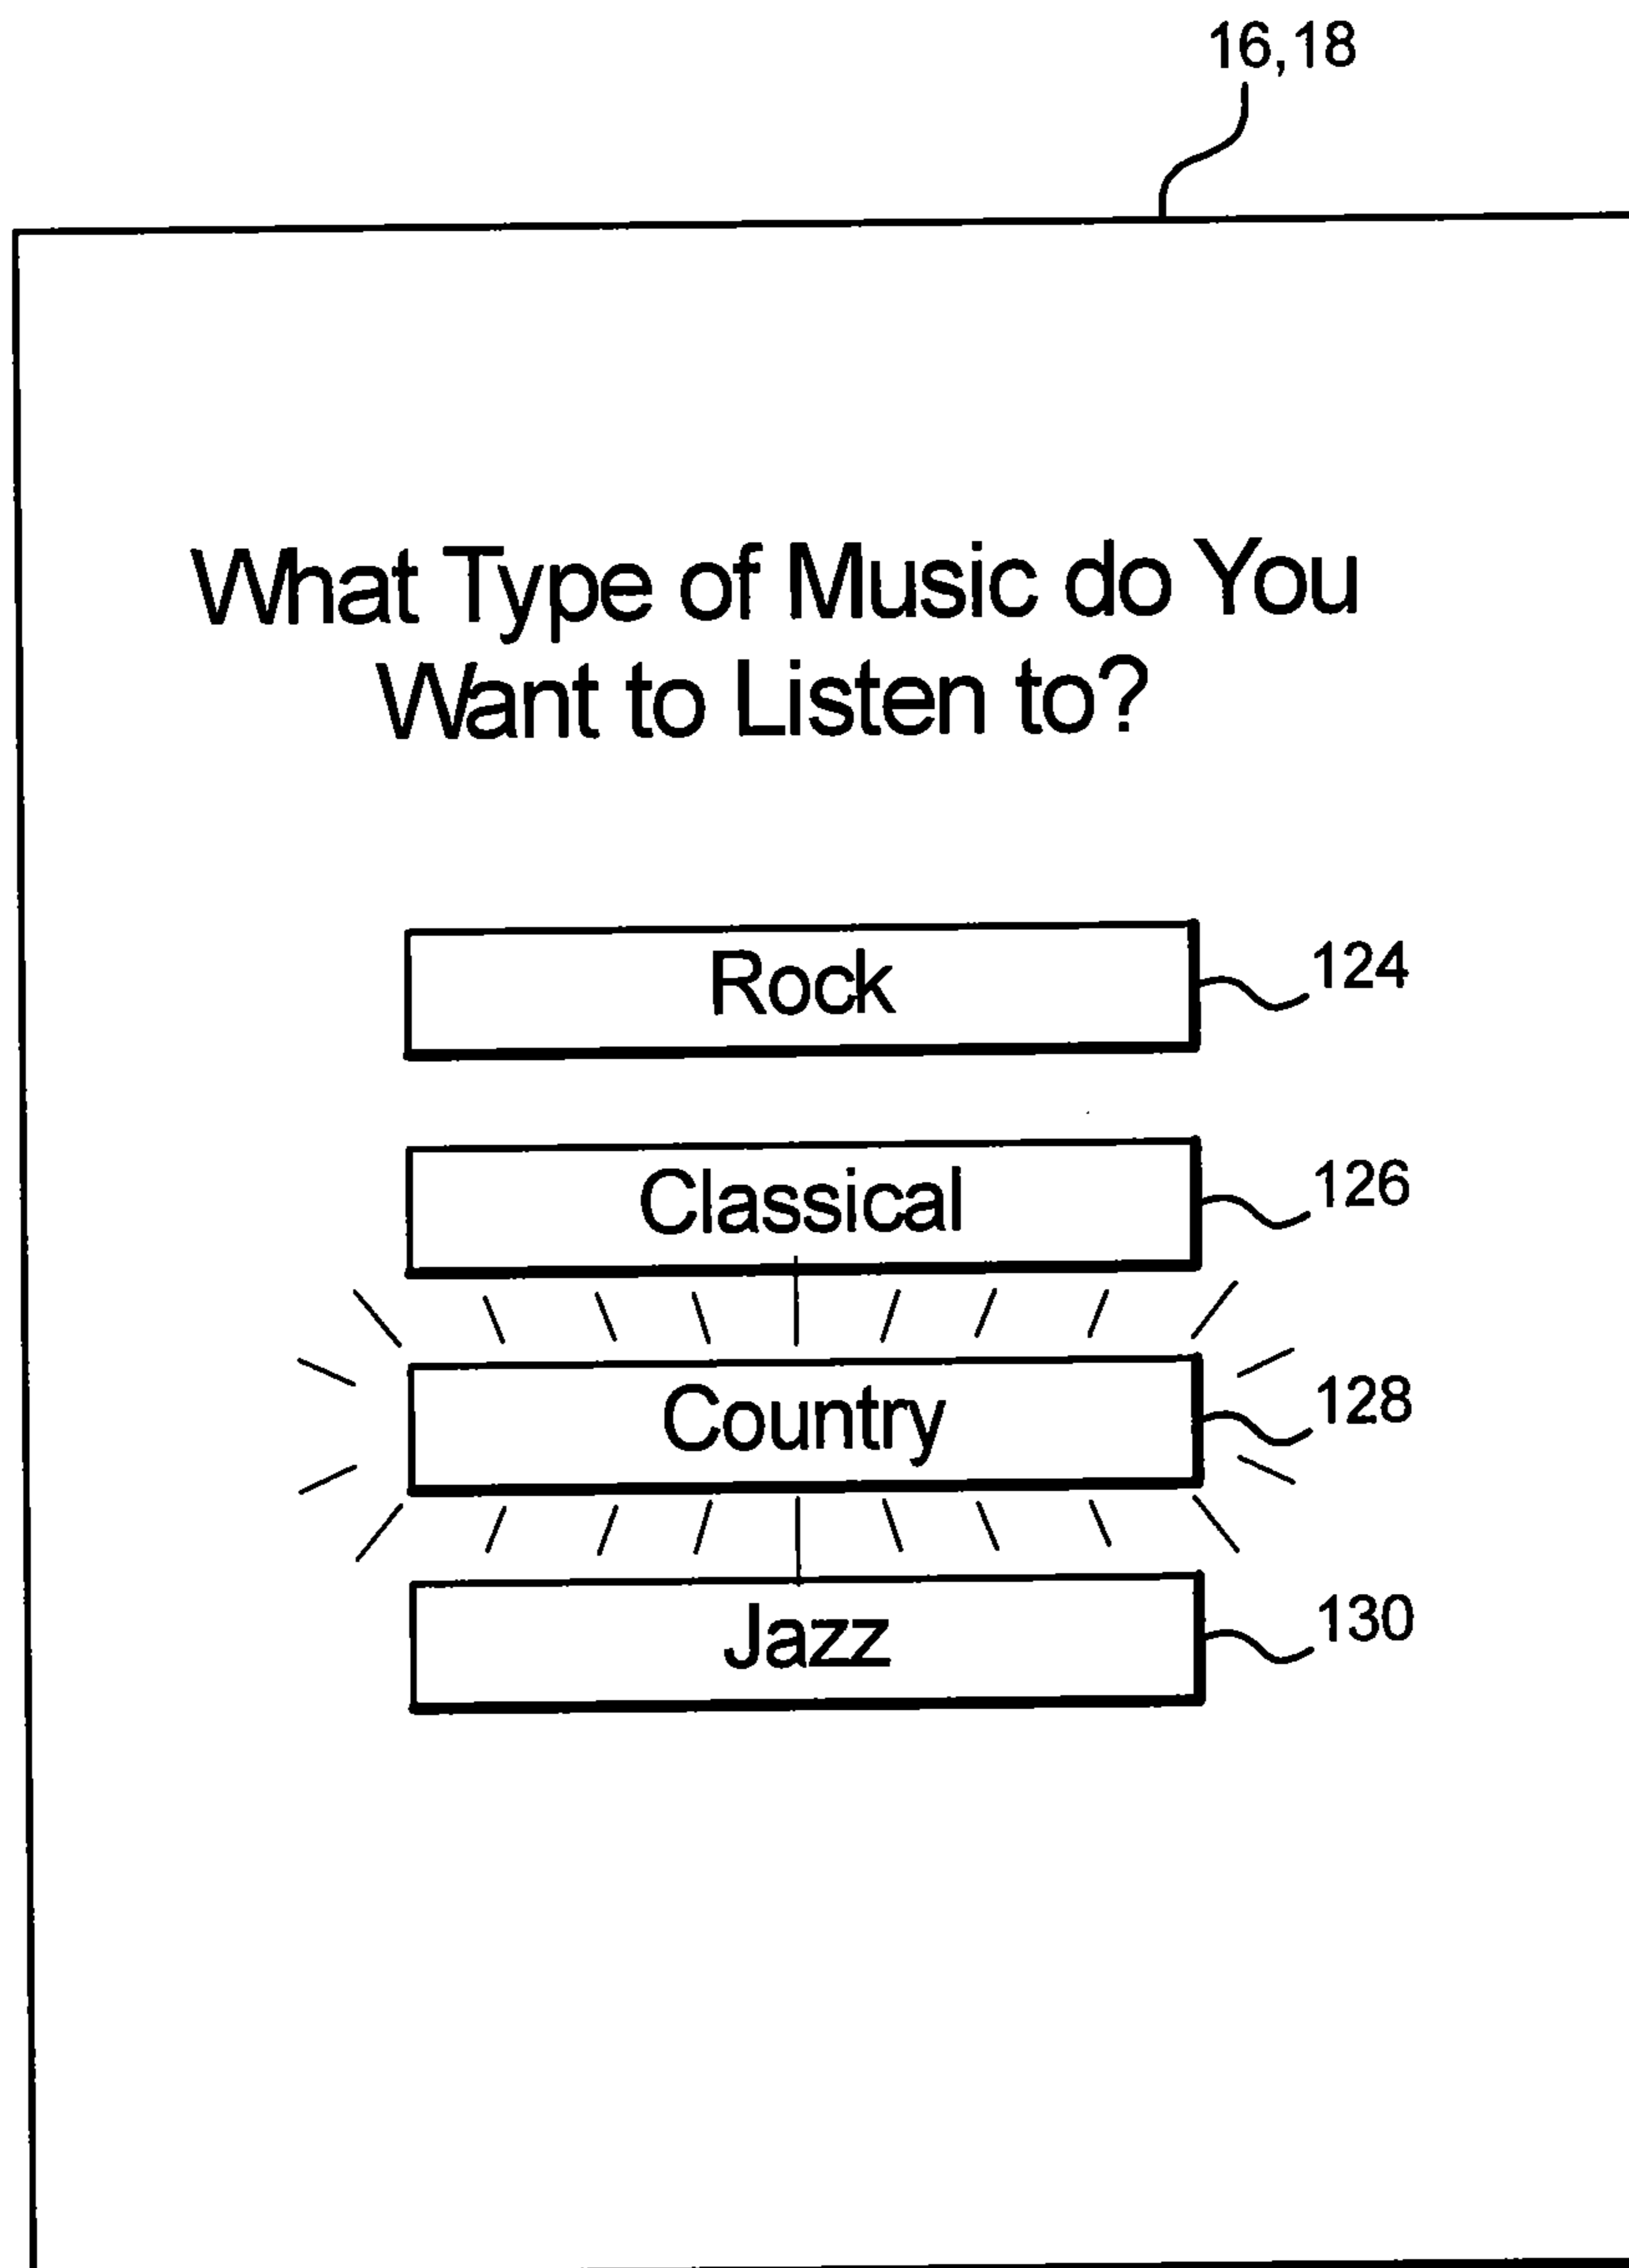 16,18
What Type of Music do You
Want to Listen to?
Rock
124
Classical
126
Country
128
Jazz
130